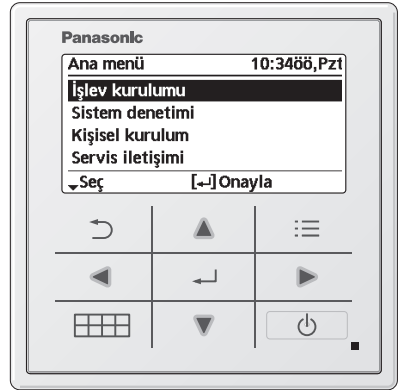 Panasonic
Ana menü 10:34öö,Pzt
İşlev kurulumu
Sistem denetimi
Kişisel kurulum
Servis iletişimi
Seç [↵]Onayla